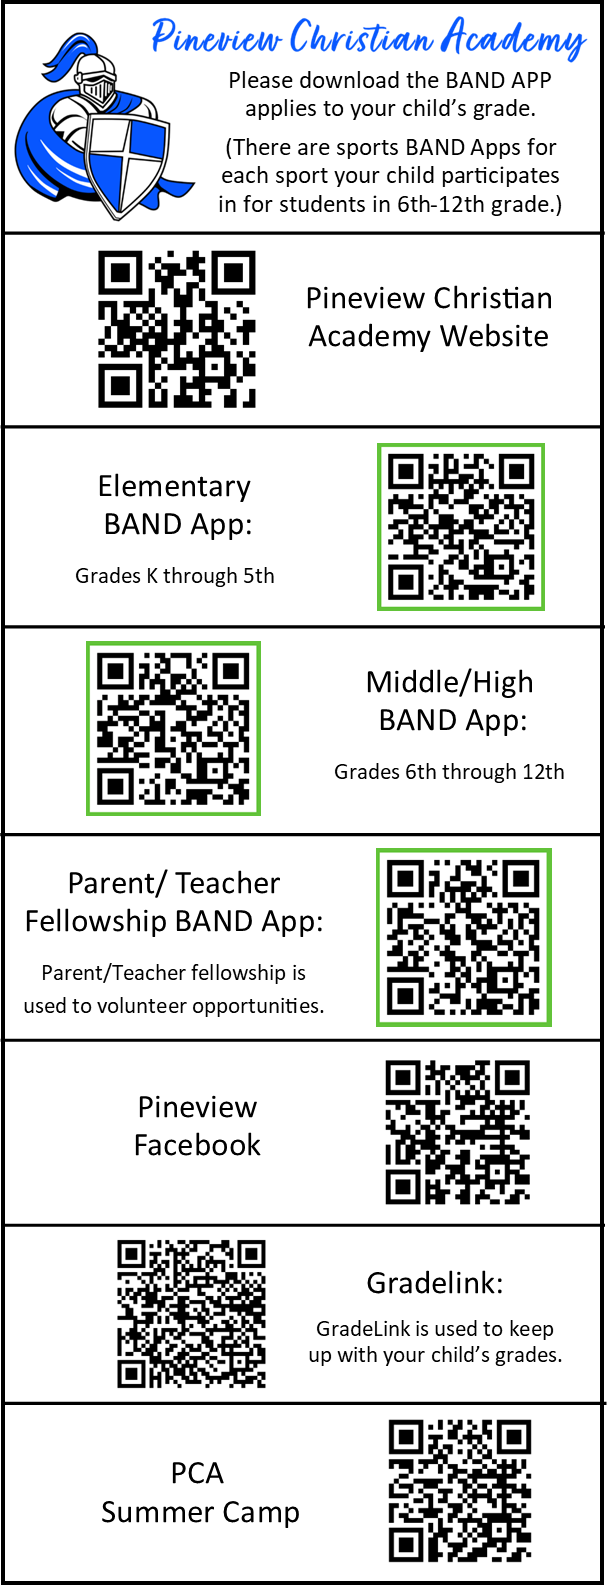 Pineview Christian Academy
Please download the BAND APP
applies to your child's grade.
(There are sports BAND Apps for
each sport your child participates
in for students in 6th-12th grade.)
Pineview Christian
Academy Website
Elementary
BAND App:
Grades K through 5th
Middle/High
BAND App:
Grades 6th through 12th
Parent/ Teacher
Fellowship BAND App:
Parent/Teacher fellowship is
used to volunteer opportunities.
Pineview
Facebook
Gradelink:
GradeLink is used to keep
up with your child's grades.
PCA
Summer Camp